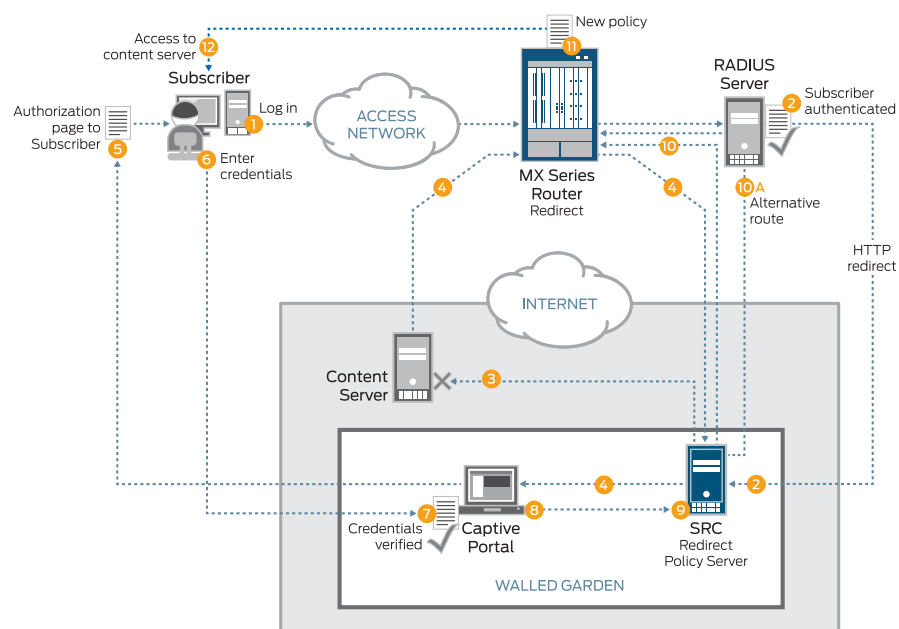 New policy
11
Access to
content server
12
Subscriber
Log in
1
ACCESS
NETWORK
RADIUS
Server
2
Subscriber
authenticated
Authorization
page to
Subscriber
5
6
Enter
credentials
4
MX Series
Router
Redirect
10
4
10 A
Alternative
route
HTTP
redirect
INTERNET
Content
Server
3
4
2
7
Credentials
verified
8
Captive
Portal
9
SRC
Redirect
Policy Server
WALLED GARDEN